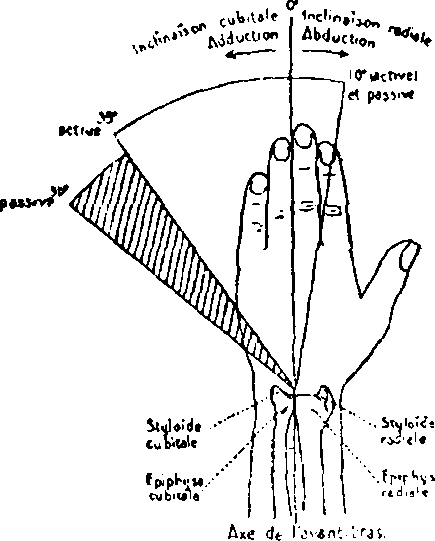 0°
Inclinaison cubitale
Adduction
Inclinaison radiale
Abduction
10° (active)
et passive
active
passive
Styloïde
cubitale
Styloïde
radiale
Epiphyse
cubitale
Epiphys
radiale
Axe de l'avant-bras.